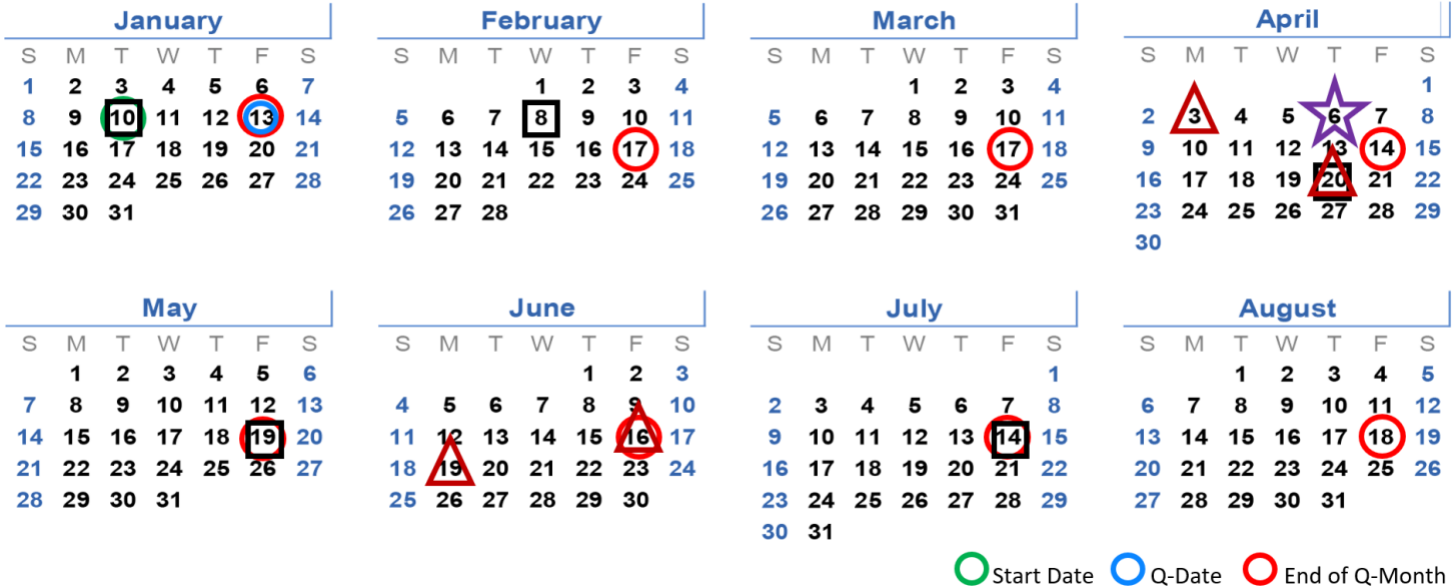 January February March April
S M T W T F S S M T W T F S S M T W T F S S M T W T F S
1 2 3 4 5 6 7 1 2 3 4 1 2 3 4 1
8 9 10 11 12 13 14 5 6 7 8 9 10 11 5 6 7 8 9 10 11 2 3 4 5 6 7 8
15 16 17 18 19 20 21 12 13 14 15 16 17 18 12 13 14 15 16 17 18 9 10 11 12 13 14 15
22 23 24 25 26 27 28 19 20 21 22 23 24 25 19 20 21 22 23 24 25 16 17 18 19 20 21 22
29 30 31 26 27 28 26 27 28 29 30 31 23 24 25 26 27 28 29
30
May June July August
S M T W T F S S M T W T F S S M T W T F S S M T W T F S
1 2 3 4 5 6 1 2 3 1 1 2 3 4 5
7 8 9 10 11 12 13 4 5 6 7 8 9 10 2 3 4 5 6 7 8 6 7 8 9 10 11 12
14 15 16 17 18 19 20 11 12 13 14 15 16 17 9 10 11 12 13 14 15 13 14 15 16 17 18 19
21 22 23 24 25 26 27 18 19 20 21 22 23 24 16 17 18 19 20 21 22 20 21 22 23 24 25 26
28 29 30 31 25 26 27 28 29 30 23 24 25 26 27 28 29 27 28 29 30 31
30 31
Start Date Q-Date End of Q-Month